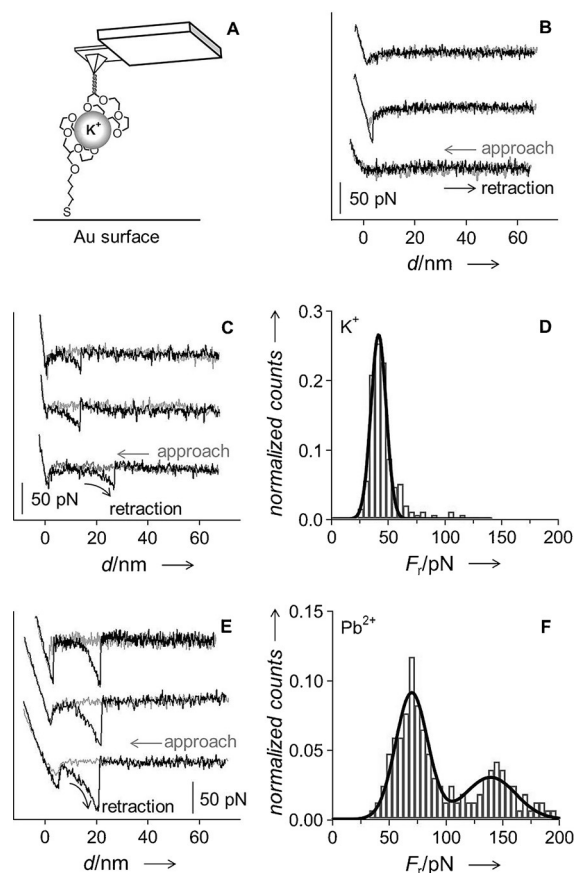 A
K⁺
O
O
O
O
O
O
O
S
Au surface
B
approach
retraction
50 pN
0 20 40 60
d/nm
C
approach
50 pN
retraction
0 20 40 60
d/nm
D
K⁺
0.3
0.2
0.1
0.0
normalized counts
0 50 100 150 200
Fᵣ/pN
E
approach
retraction
50 pN
0 20 40 60
d/nm
F
Pb²⁺
0.15
0.10
0.05
0.00
normalized counts
0 50 100 150 200
Fᵣ/pN